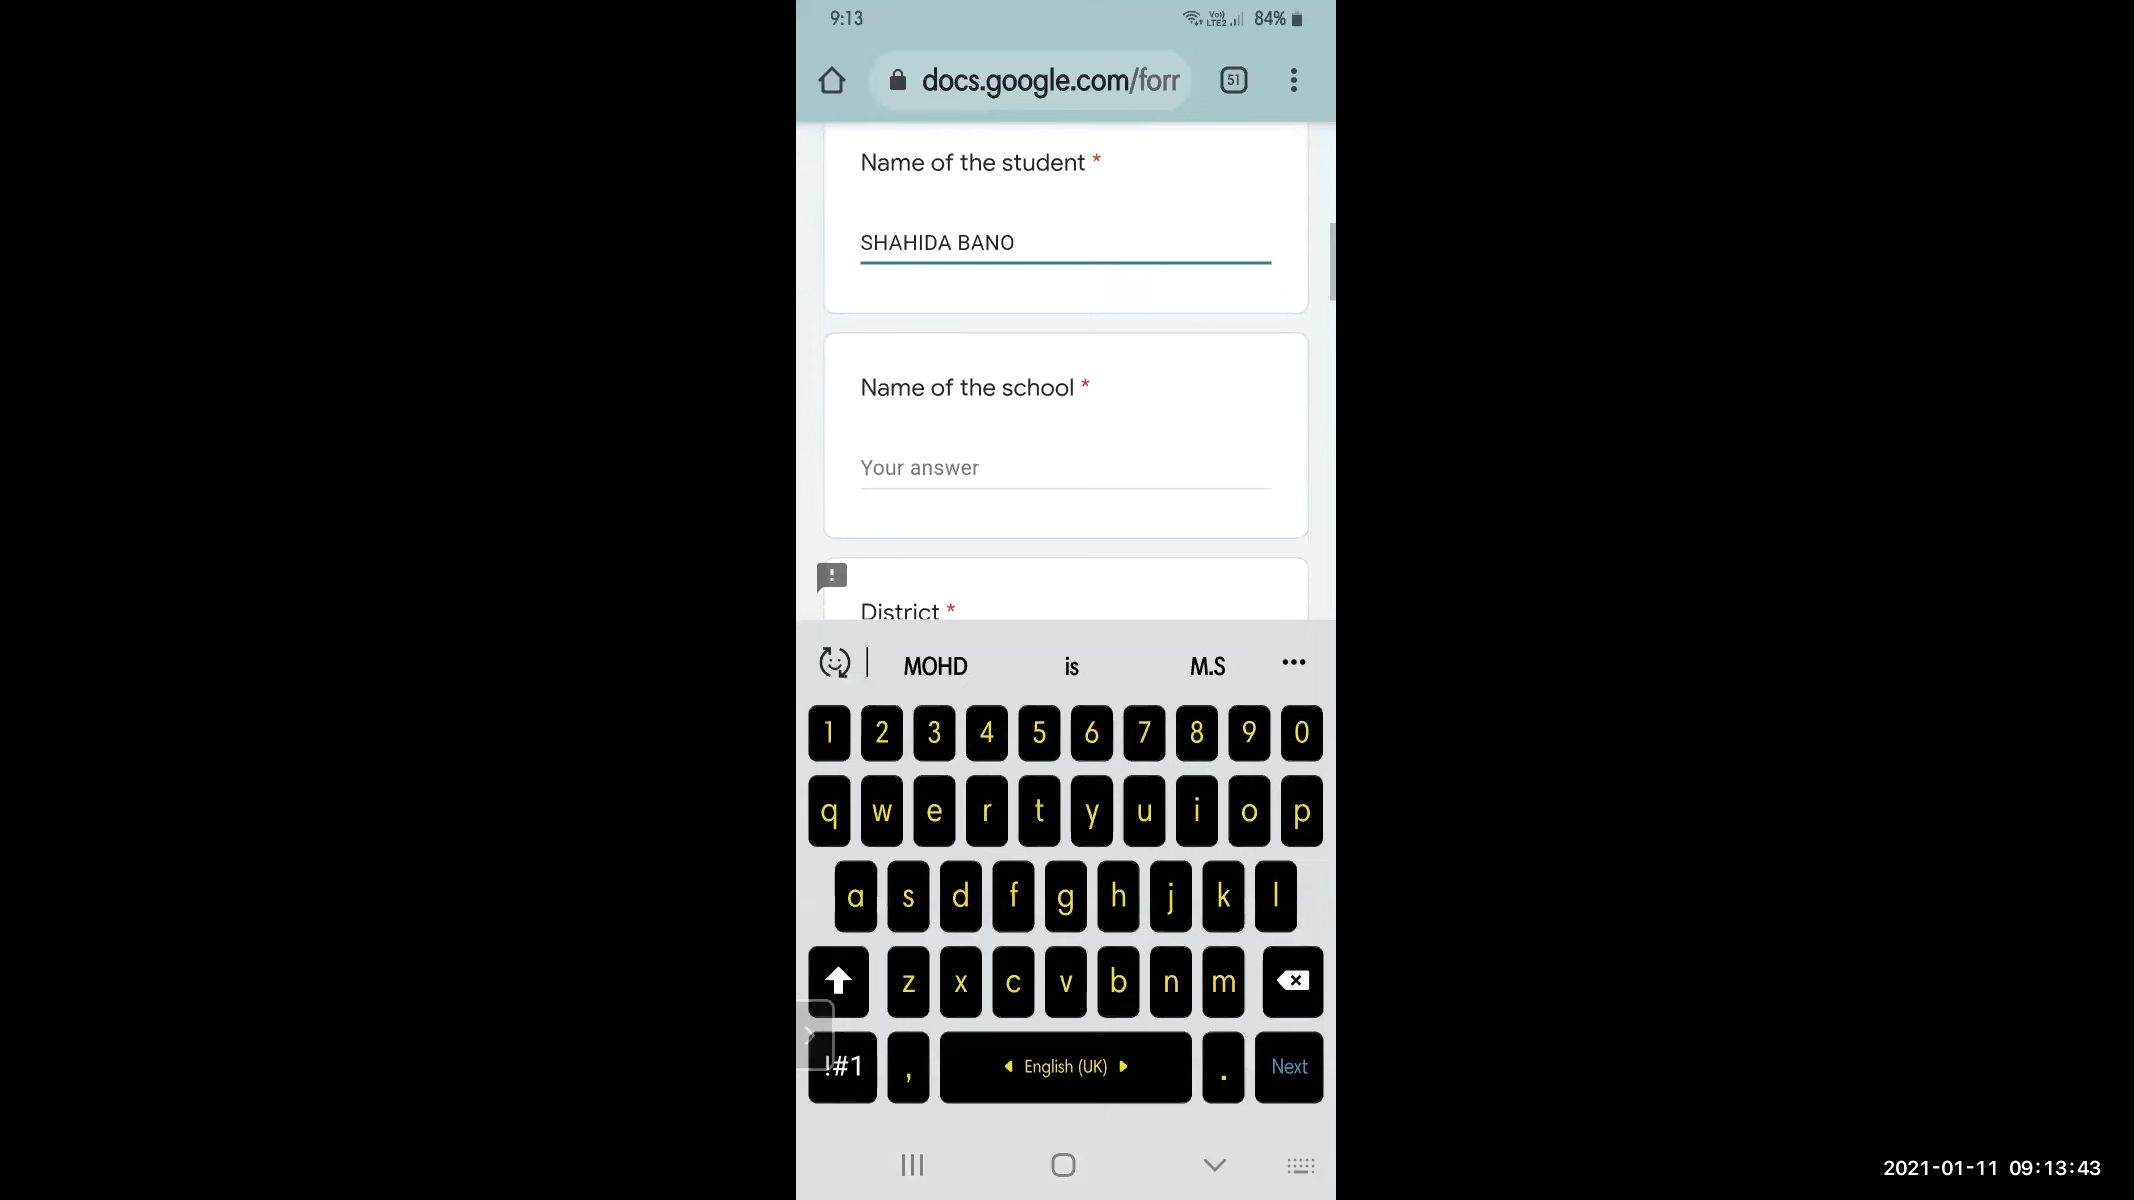 9:13 Vo)) LTE2 84%
docs.google.com/forr 51
Name of the student *
SHAHIDA BANO
Name of the school *
Your answer
District *
MOHD is M.S
1 2 3 4 5 6 7 8 9 0
q w e r t y u i o p
a s d f g h j k l
z x c v b n m
!#1 , English (UK) . Next
2021-01-11 09:13:43